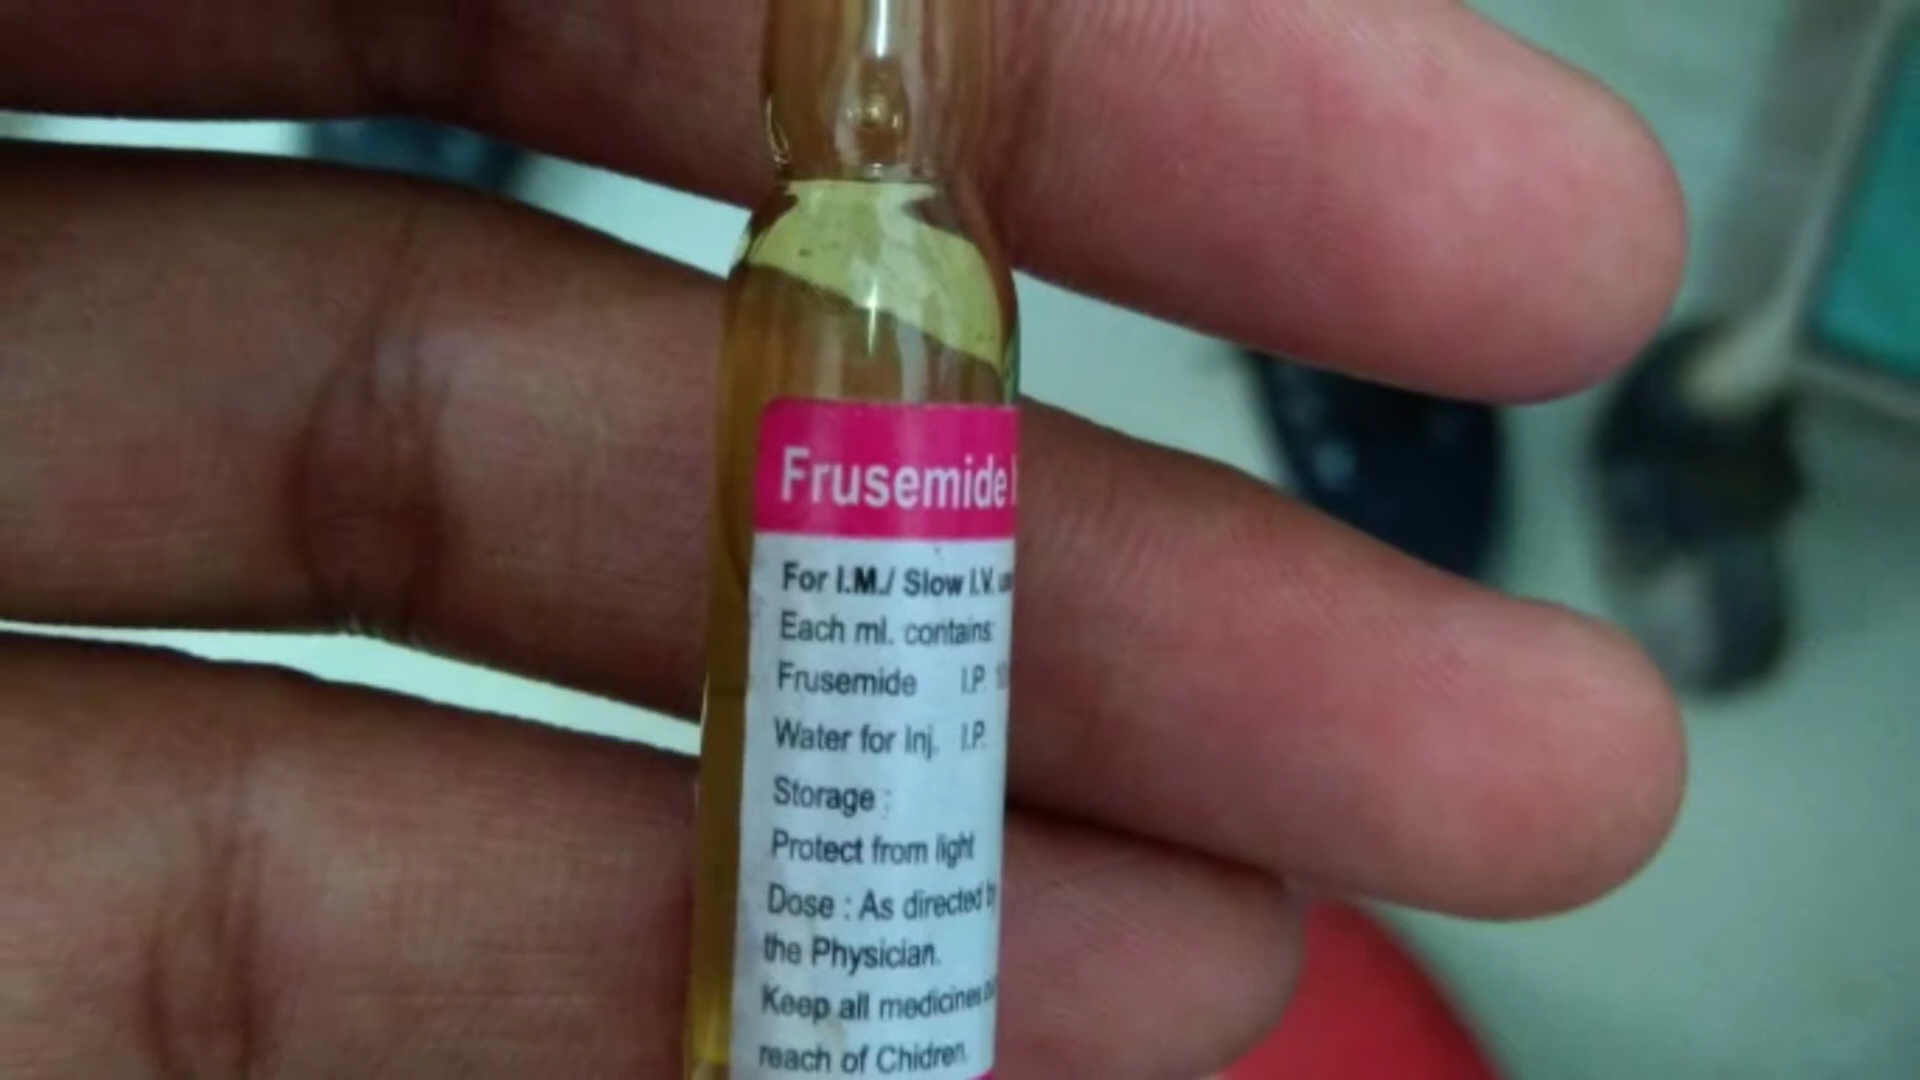 Frusemide
For I.M./ Slow I.V.
Each ml. contains:
Frusemide I.P.
Water for Inj. I.P.
Storage :
Protect from light
Dose : As directed
the Physician.
Keep all medicines
reach of Chidren.